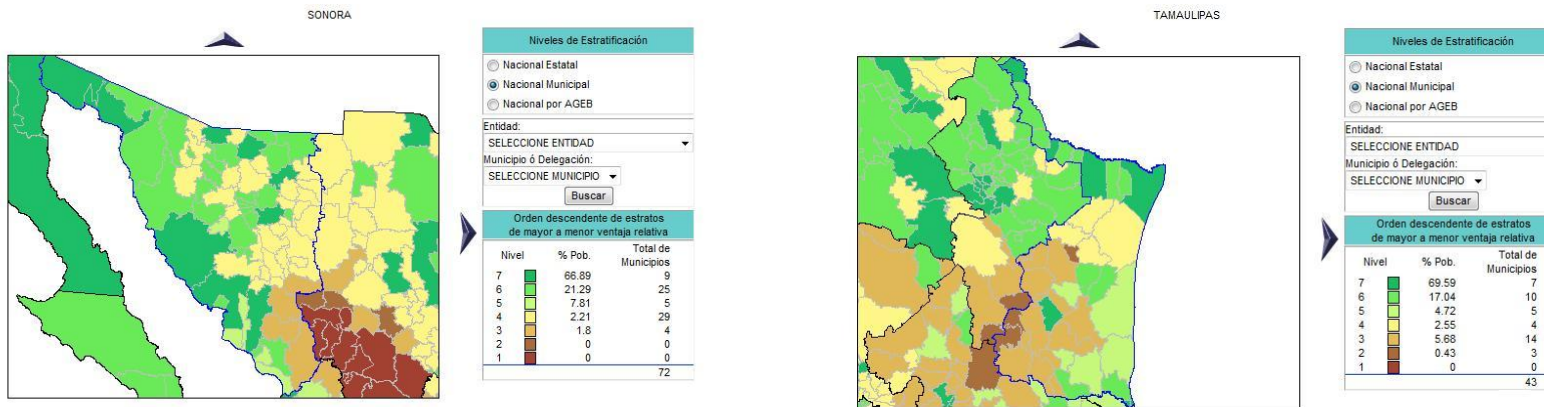 SONORA
Niveles de Estratificación
Nacional Estatal
Nacional Municipal
Nacional por AGEB
Entidad:
SELECCIONE ENTIDAD
Municipio ó Delegación:
SELECCIONE MUNICIPIO
Buscar
Orden descendente de estratos
de mayor a menor ventaja relativa
Nivel % Pob. Total de Municipios
7 66.89 9
6 21.29 25
5 7.81 5
4 2.21 29
3 1.8 4
2 0 0
1 0 0
72
TAMAULIPAS
Niveles de Estratificación
Nacional Estatal
Nacional Municipal
Nacional por AGEB
Entidad:
SELECCIONE ENTIDAD
Municipio ó Delegación:
SELECCIONE MUNICIPIO
Buscar
Orden descendente de estratos
de mayor a menor ventaja relativa
Nivel % Pob. Total de Municipios
7 69.59 7
6 17.04 10
5 4.72 5
4 2.55 4
3 5.68 14
2 0.43 3
1 0 0
43